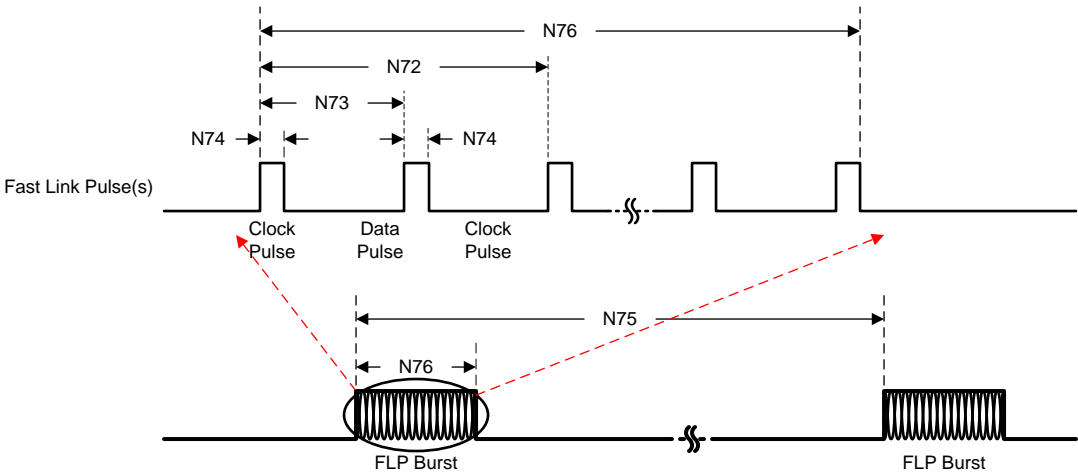 N76
N72
N73
N74
N74
Fast Link Pulse(s)
Clock
Pulse
Data
Pulse
Clock
Pulse
N75
N76
FLP Burst
FLP Burst